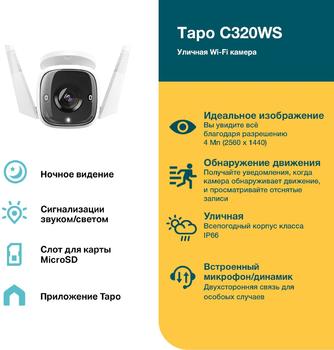 Tapo C320WS
Уличная Wi-Fi камера
Идеальное изображение
Вы увидите всё
благодаря разрешению
4 Мп (2560 x 1440)
Обнаружение движения
Получайте уведомления, когда
камера обнаруживает движение,
и просматривайте отснятые
записи
Уличная
Всепогодный корпус класса
IP66
Встроенный
микрофон/динамик
Двухсторонняя связь для
особых случаев
Ночное видение
Сигнализации
звуком/светом
Слот для карты
MicroSD
Приложение Tapo